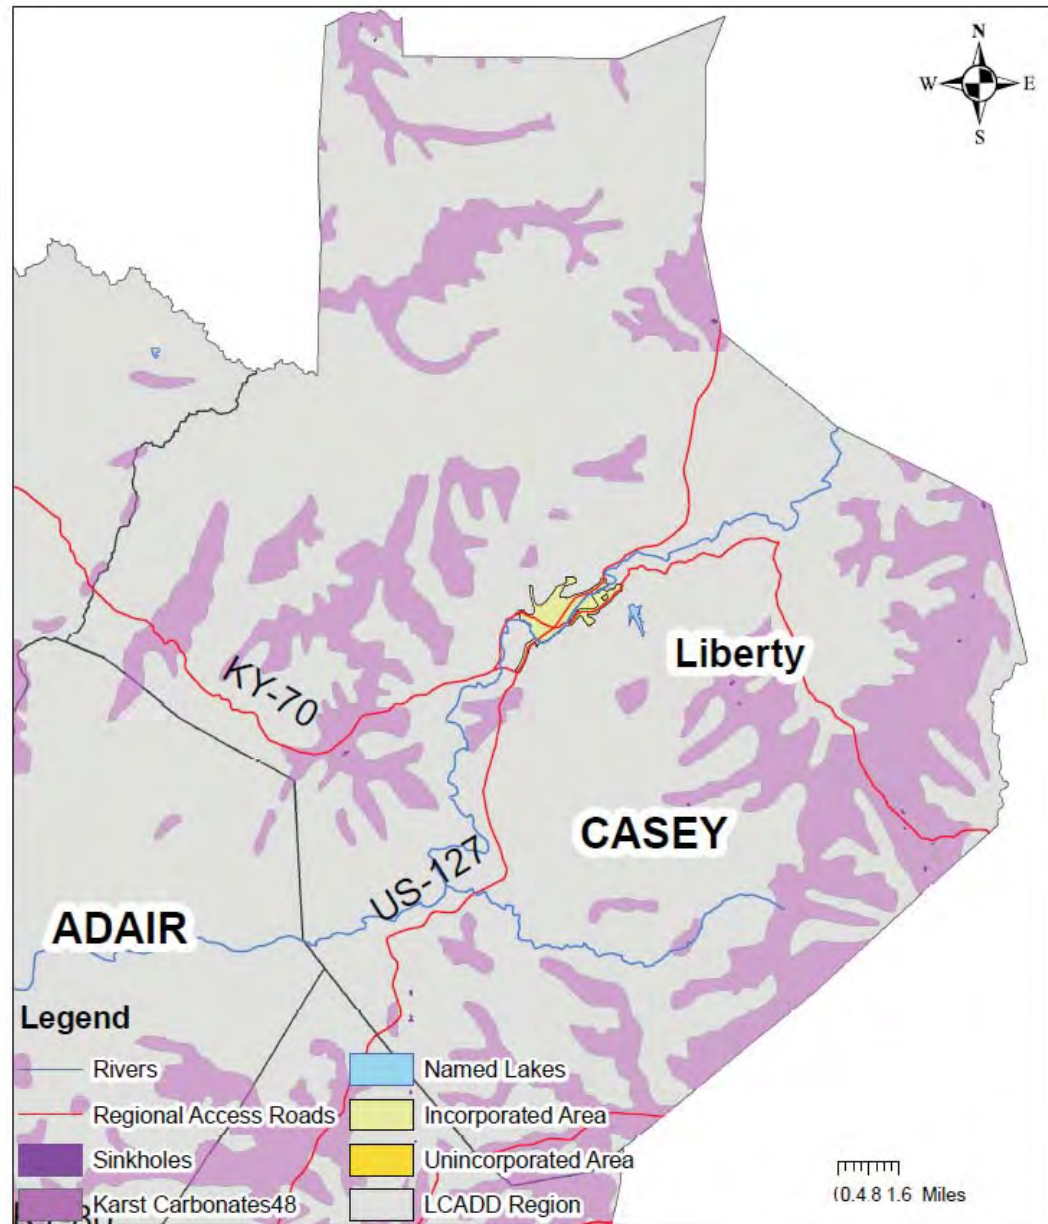 N
W E
S
Liberty
KY-70
CASEY
US-127
ADAIR
Legend
Rivers
Regional Access Roads
Sinkholes
Karst Carbonates48
Named Lakes
Incorporated Area
Unincorporated Area
LCADD Region
(0.4.8 1.6 Miles